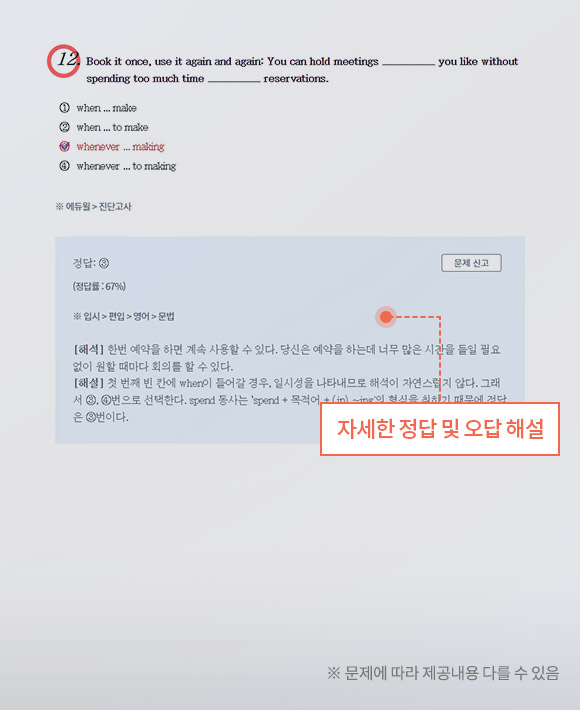 12. Book it once, use it again and again: You can hold meetings __________ you like without
spending too much time __________ reservations.
① when ... make
② when ... to make
③ whenever ... making
④ whenever ... to making
※ 에듀윌 > 진단고사
정답: ③
문제 신고
(정답률 : 67%)
※ 입시 > 편입 > 영어 > 문법
[해석] 한번 예약을 하면 계속 사용할 수 있다. 당신은 예약을 하는데 너무 많은 시간을 들일 필요
없이 원할 때마다 회의를 할 수 있다.
[해설] 첫 번째 빈 칸에 when이 들어갈 경우, 일시성을 나타내므로 해석이 자연스럽지 않다. 그래
서 ③, ④번으로 선택한다. spend 동사는 'spend + 목적어 + (in) ~ing'의 형식을 취하기 때문에 정답
은 ③번이다.
자세한 정답 및 오답 해설
※ 문제에 따라 제공내용 다를 수 있음